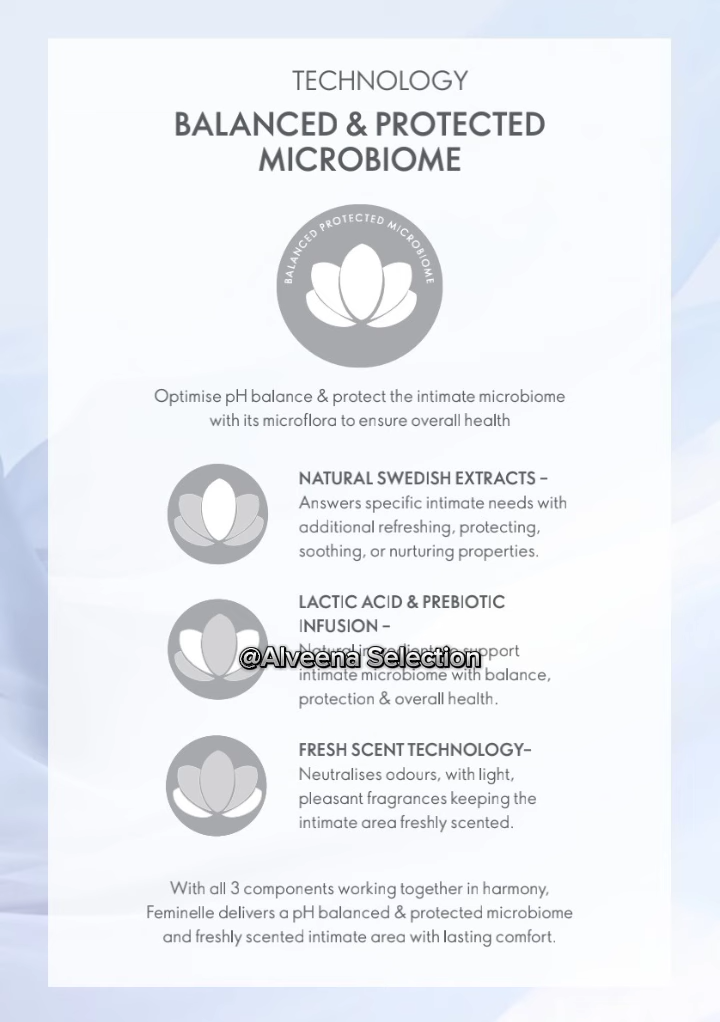 TECHNOLOGY
BALANCED & PROTECTED
MICROBIOME
BALANCED PROTECTED MICROBIOME
Optimise pH balance & protect the intimate microbiome
with its microflora to ensure overall health
NATURAL SWEDISH EXTRACTS –
Answers specific intimate needs with
additional refreshing, protecting,
soothing, or nurturing properties.
LACTIC ACID & PREBIOTIC
INFUSION –
Natural ingredients to support
@Alveena Selection
intimate microbiome with balance,
protection & overall health.
FRESH SCENT TECHNOLOGY–
Neutralises odours, with light,
pleasant fragrances keeping the
intimate area freshly scented.
With all 3 components working together in harmony,
Feminelle delivers a pH balanced & protected microbiome
and freshly scented intimate area with lasting comfort.